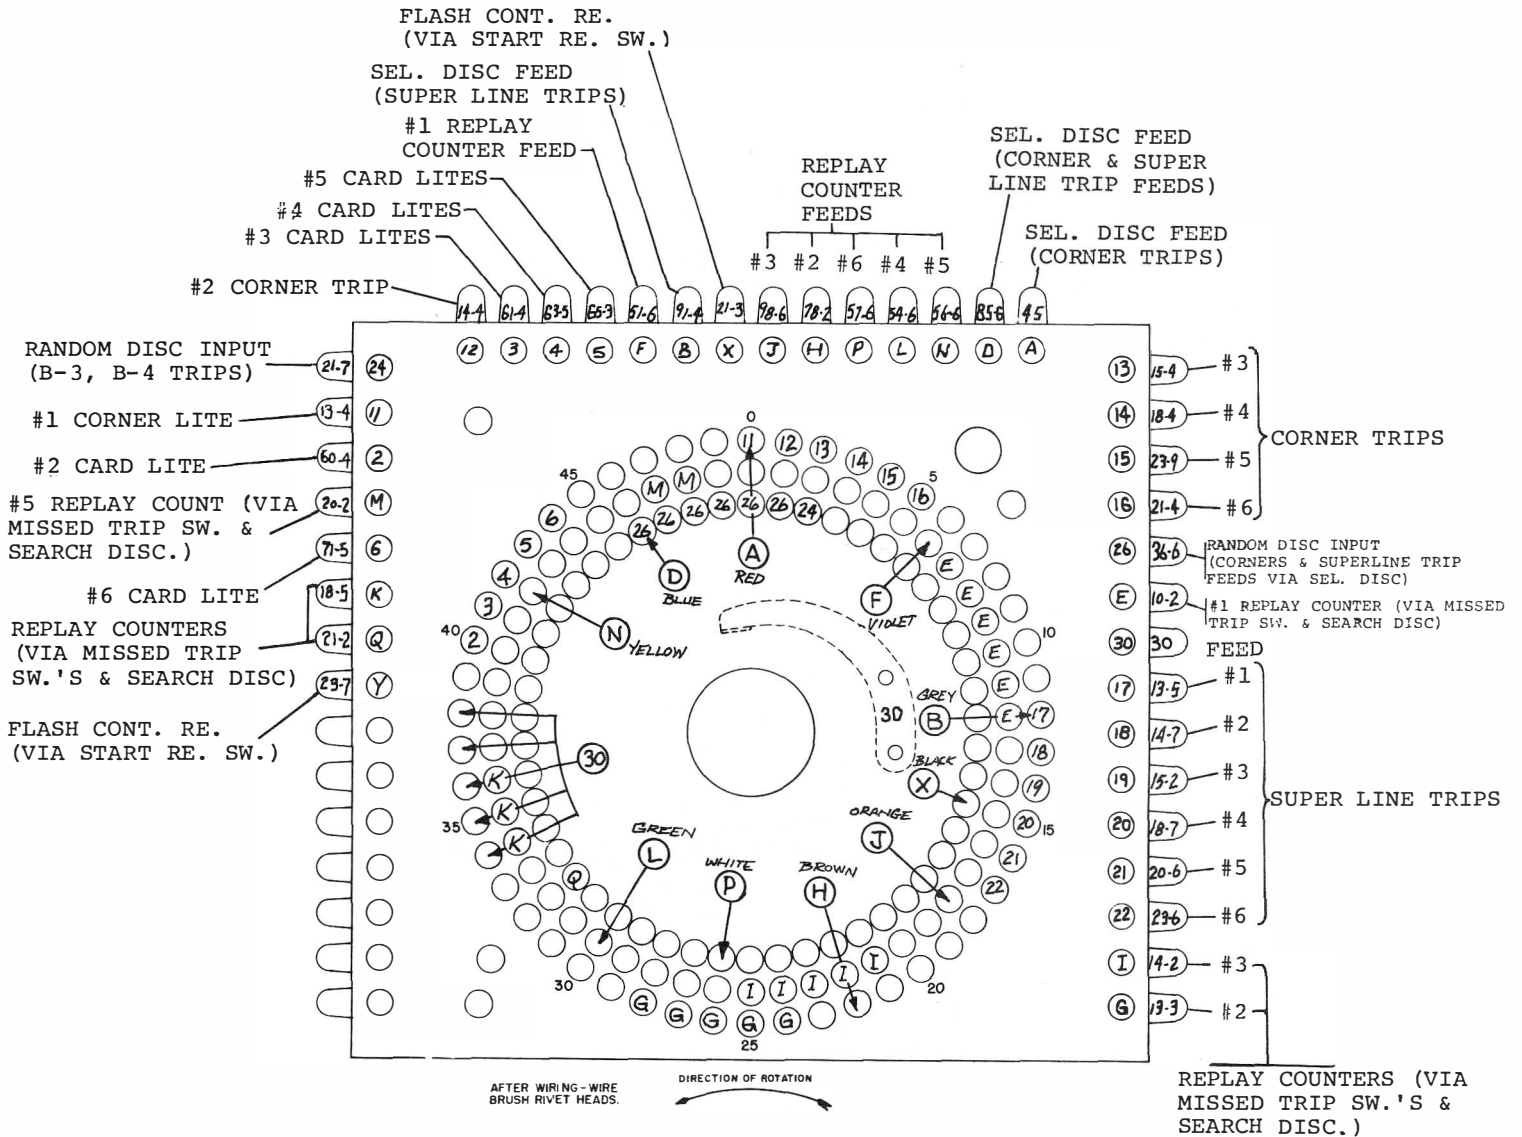 FLASH CONT. RE.
(VIA START RE. SW.)
SEL. DISC FEED
(SUPER LINE TRIPS)
#1 REPLAY
COUNTER FEED
#5 CARD LITES
#4 CARD LITES
#3 CARD LITES
#2 CORNER TRIP
REPLAY
COUNTER
FEEDS
#3 #2 #6 #4 #5
SEL. DISC FEED
(CORNER & SUPER
LINE TRIP FEEDS)
SEL. DISC FEED
(CORNER TRIPS)
14-4 61-4 63-5 65-3 51-6 91-4 21-3 98-6 78-2 57-6 54-6 56-6 85-6 45
12 3 4 5 F B X J H P L N D A
RANDOM DISC INPUT
(B-3, B-4 TRIPS)
21-7 24
#1 CORNER LITE
13-4 11
#2 CARD LITE
60-4 2
#5 REPLAY COUNT (VIA
MISSED TRIP SW. &
SEARCH DISC.)
20-2 M
#6 CARD LITE
71-5 6
REPLAY COUNTERS
(VIA MISSED TRIP
SW.'S & SEARCH DISC)
18-5 K
21-2 Q
FLASH CONT. RE.
(VIA START RE. SW.)
23-7 Y
13 15-4 #3
14 18-4 #4
15 23-9 #5
16 21-4 #6
CORNER TRIPS
26 36-6
RANDOM DISC INPUT
(CORNERS & SUPERLINE TRIP
FEEDS VIA SEL. DISC)
E 10-2
#1 REPLAY COUNTER (VIA MISSED
TRIP SW. & SEARCH DISC)
30 30 FEED
17 13-5 #1
18 14-7 #2
19 15-2 #3
20 18-7 #4
21 20-6 #5
22 23-6 #6
SUPER LINE TRIPS
I 14-2 #3
G 13-3 #2
REPLAY COUNTERS (VIA
MISSED TRIP SW.'S &
SEARCH DISC.)
0
11 12 13 14 15 16
5
45
M M
26 26 26 26 26 26 24
6 5 4 3 2
40
E E E E E E
10
17 18 19 20 21 22
15
A RED
D BLUE
N YELLOW
F VIOLET
B GREY
30
X BLACK
J ORANGE
H BROWN
P WHITE
L GREEN
30
K K K
35
Q
I I I I I
20
G G G G G
25
30
AFTER WIRING-WIRE
BRUSH RIVET HEADS.
DIRECTION OF ROTATION